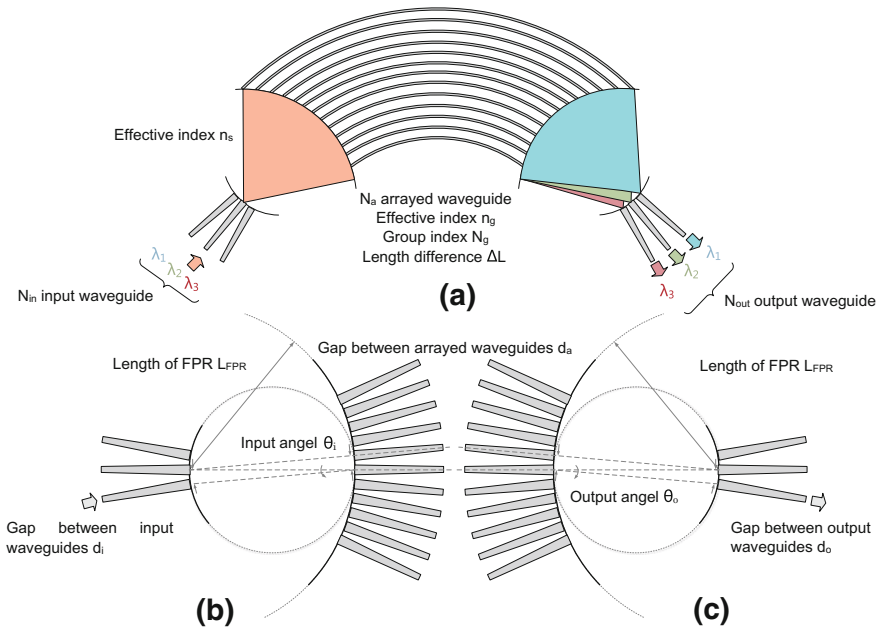 Effective index ns
Na arrayed waveguide
Effective index ng
Group index Ng
Length difference ΔL
λ1
λ2
λ3
Nin input waveguide
(a)
λ1
λ2
λ3
Nout output waveguide
Gap between arrayed waveguides da
Length of FPR LFPR
Length of FPR LFPR
Input angel θi
Output angel θo
Gap between input
waveguides di
Gap between output
waveguides do
(b)
(c)